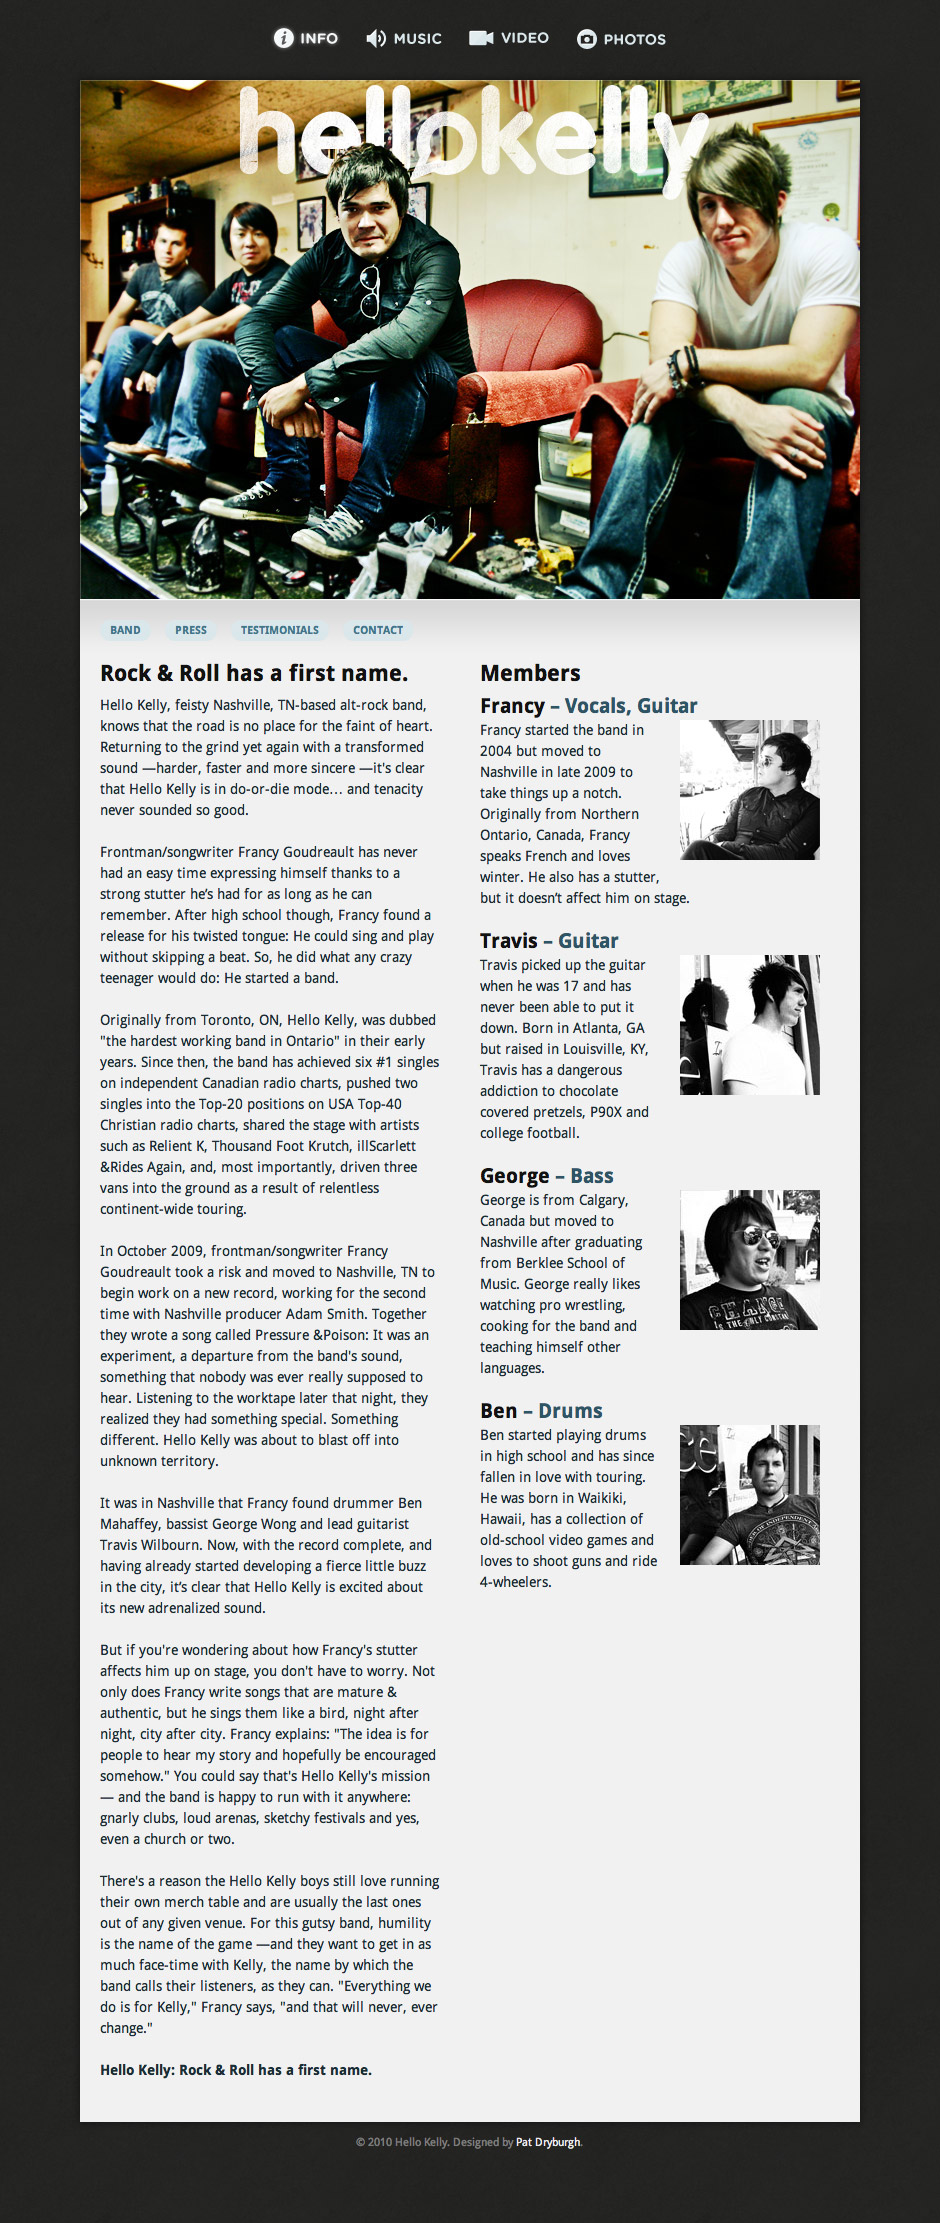 INFO
MUSIC
VIDEO
PHOTOS
hellokelly
BAND
PRESS
TESTIMONIALS
CONTACT
Rock & Roll has a first name.
Hello Kelly, feisty Nashville, TN-based alt-rock band,
knows that the road is no place for the faint of heart.
Returning to the grind yet again with a transformed
sound —harder, faster and more sincere —it's clear
that Hello Kelly is in do-or-die mode… and tenacity
never sounded so good.
Frontman/songwriter Francy Goudreault has never
had an easy time expressing himself thanks to a
strong stutter he’s had for as long as he can
remember. After high school though, Francy found a
release for his twisted tongue: He could sing and play
without skipping a beat. So, he did what any crazy
teenager would do: He started a band.
Originally from Toronto, ON, Hello Kelly, was dubbed
"the hardest working band in Ontario" in their early
years. Since then, the band has achieved six #1 singles
on independent Canadian radio charts, pushed two
singles into the Top-20 positions on USA Top-40
Christian radio charts, shared the stage with artists
such as Relient K, Thousand Foot Krutch, illScarlett
&Rides Again, and, most importantly, driven three
vans into the ground as a result of relentless
continent-wide touring.
In October 2009, frontman/songwriter Francy
Goudreault took a risk and moved to Nashville, TN to
begin work on a new record, working for the second
time with Nashville producer Adam Smith. Together
they wrote a song called Pressure &Poison: It was an
experiment, a departure from the band's sound,
something that nobody was ever really supposed to
hear. Listening to the worktape later that night, they
realized they had something special. Something
different. Hello Kelly was about to blast off into
unknown territory.
It was in Nashville that Francy found drummer Ben
Mahaffey, bassist George Wong and lead guitarist
Travis Wilbourn. Now, with the record complete, and
having already started developing a fierce little buzz
in the city, it’s clear that Hello Kelly is excited about
its new adrenalized sound.
But if you're wondering about how Francy's stutter
affects him up on stage, you don't have to worry. Not
only does Francy write songs that are mature &
authentic, but he sings them like a bird, night after
night, city after city. Francy explains: "The idea is for
people to hear my story and hopefully be encouraged
somehow." You could say that's Hello Kelly's mission
— and the band is happy to run with it anywhere:
gnarly clubs, loud arenas, sketchy festivals and yes,
even a church or two.
There's a reason the Hello Kelly boys still love running
their own merch table and are usually the last ones
out of any given venue. For this gutsy band, humility
is the name of the game —and they want to get in as
much face-time with Kelly, the name by which the
band calls their listeners, as they can. "Everything we
do is for Kelly," Francy says, "and that will never, ever
change."
Hello Kelly: Rock & Roll has a first name.
Members
Francy – Vocals, Guitar
Francy started the band in
2004 but moved to
Nashville in late 2009 to
take things up a notch.
Originally from Northern
Ontario, Canada, Francy
speaks French and loves
winter. He also has a stutter,
but it doesn’t affect him on stage.
Travis – Guitar
Travis picked up the guitar
when he was 17 and has
never been able to put it
down. Born in Atlanta, GA
but raised in Louisville, KY,
Travis has a dangerous
addiction to chocolate
covered pretzels, P90X and
college football.
George – Bass
George is from Calgary,
Canada but moved to
Nashville after graduating
from Berklee School of
Music. George really likes
watching pro wrestling,
cooking for the band and
teaching himself other
languages.
CHANGE
IS THE ONLY
Ben – Drums
Ben started playing drums
in high school and has since
fallen in love with touring.
He was born in Waikiki,
Hawaii, has a collection of
old-school video games and
loves to shoot guns and ride
4-wheelers.
© 2010 Hello Kelly. Designed by Pat Dryburgh.